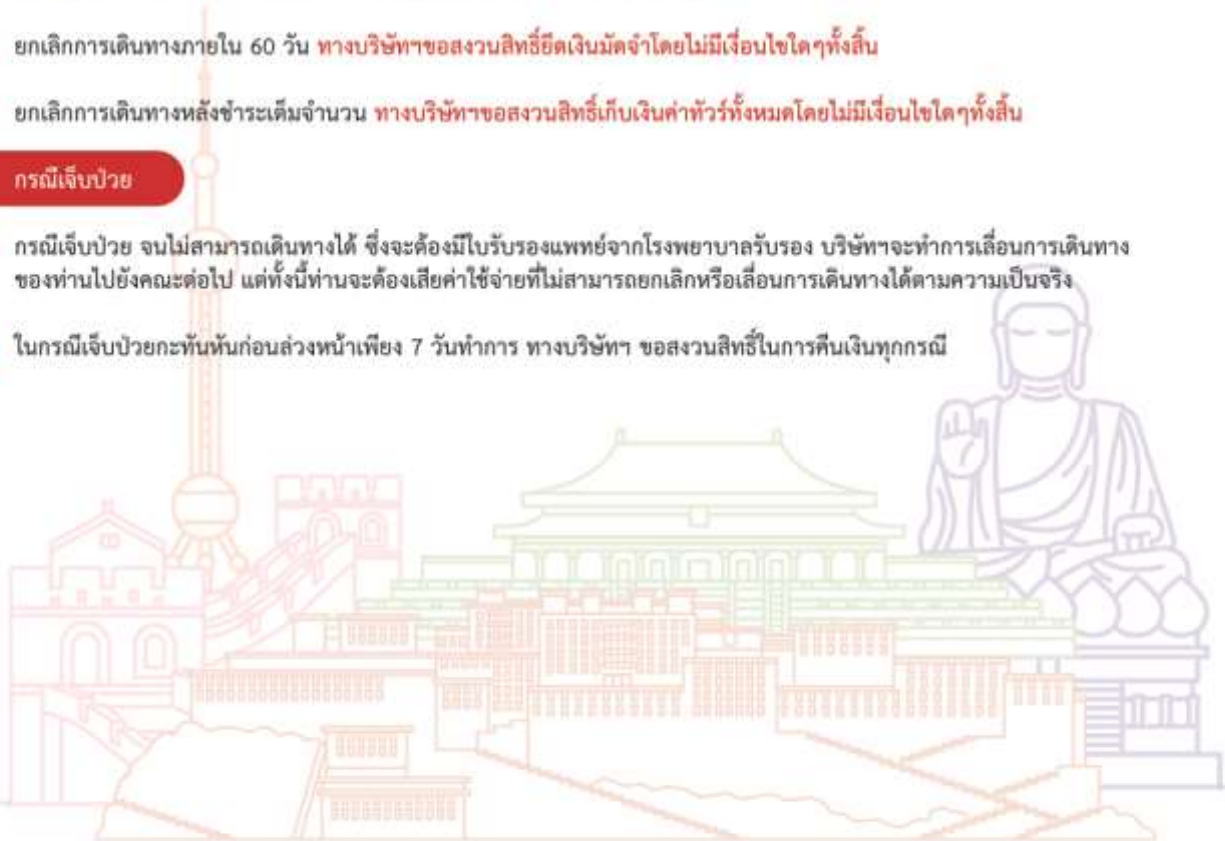 ยกเลิกการเดินทางภายใน 60 วัน ทางบริษัทฯขอสงวนสิทธิ์ยึดเงินมัดจำโดยไม่มีเงื่อนไขใดๆทั้งสิ้น
ยกเลิกการเดินทางหลังชำระเต็มจำนวน ทางบริษัทฯขอสงวนสิทธิ์เก็บเงินค่าทัวร์ทั้งหมดโดยไม่มีเงื่อนไขใดๆทั้งสิ้น
กรณีเจ็บป่วย
กรณีเจ็บป่วย จนไม่สามารถเดินทางได้ ซึ่งจะต้องมีใบรับรองแพทย์จากโรงพยาบาลรับรอง บริษัทฯจะทำการเลื่อนการเดินทาง
ของท่านไปยังคณะต่อไป แต่ทั้งนี้ท่านจะต้องเสียค่าใช้จ่ายที่ไม่สามารถยกเลิกหรือเลื่อนการเดินทางได้ตามความเป็นจริง
ในกรณีเจ็บป่วยกะทันหันก่อนล่วงหน้าเพียง 7 วันทำการ ทางบริษัทฯ ขอสงวนสิทธิ์ในการคืนเงินทุกกรณี